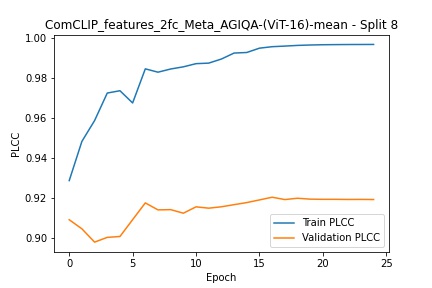 ComCLIP_features_2fc_Meta_AGIQA-(ViT-16)-mean - Split 8
1.00
0.98
0.96
0.94
0.92
0.90
PLCC
0
5
10
15
20
25
Epoch
Train PLCC
Validation PLCC